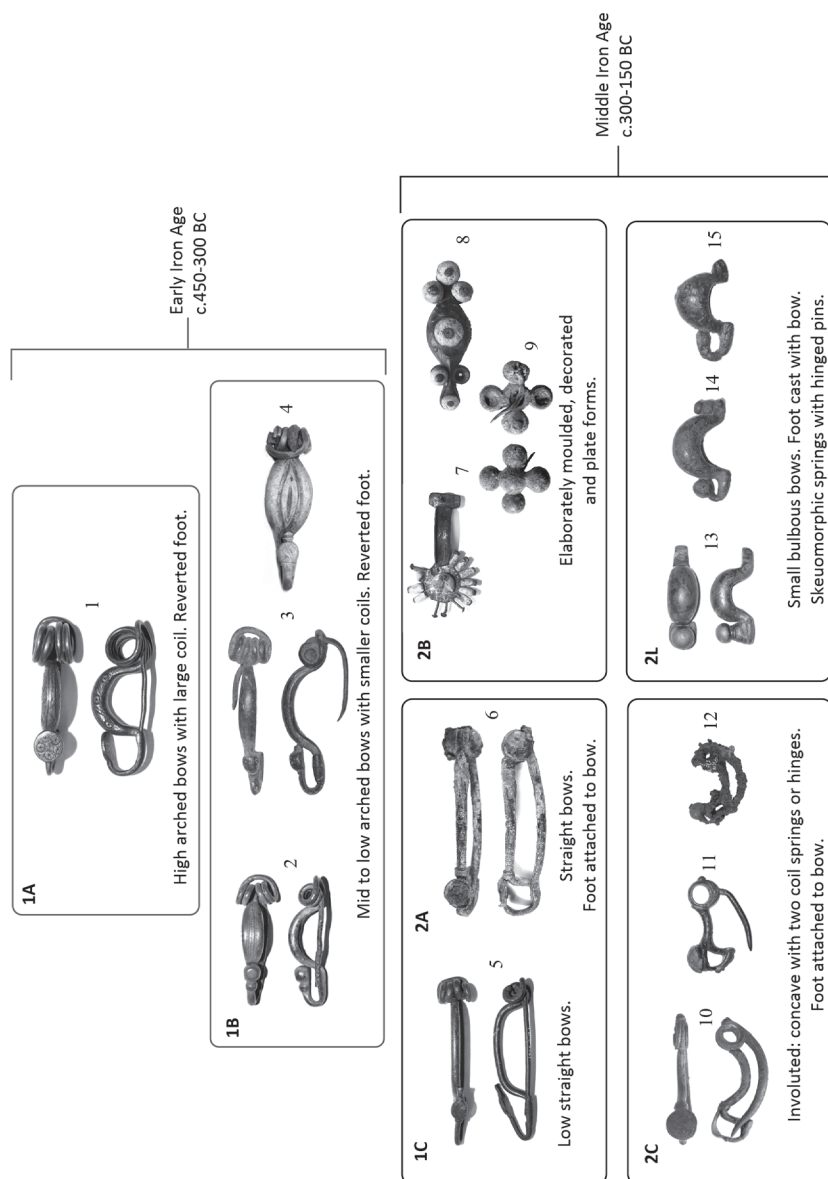 Early Iron Age
c.450-300 BC
1A
1
High arched bows with large coil. Reverted foot.
1B
2
3
4
Mid to low arched bows with smaller coils. Reverted foot.
Middle Iron Age
c.300-150 BC
1C
5
Low straight bows.
2A
6
Straight bows.
Foot attached to bow.
2B
7
8
9
Elaborately moulded, decorated
and plate forms.
2C
10
11
12
Involuted: concave with two coil springs or hinges.
Foot attached to bow.
2L
13
14
15
Small bulbous bows. Foot cast with bow.
Skeuomorphic springs with hinged pins.